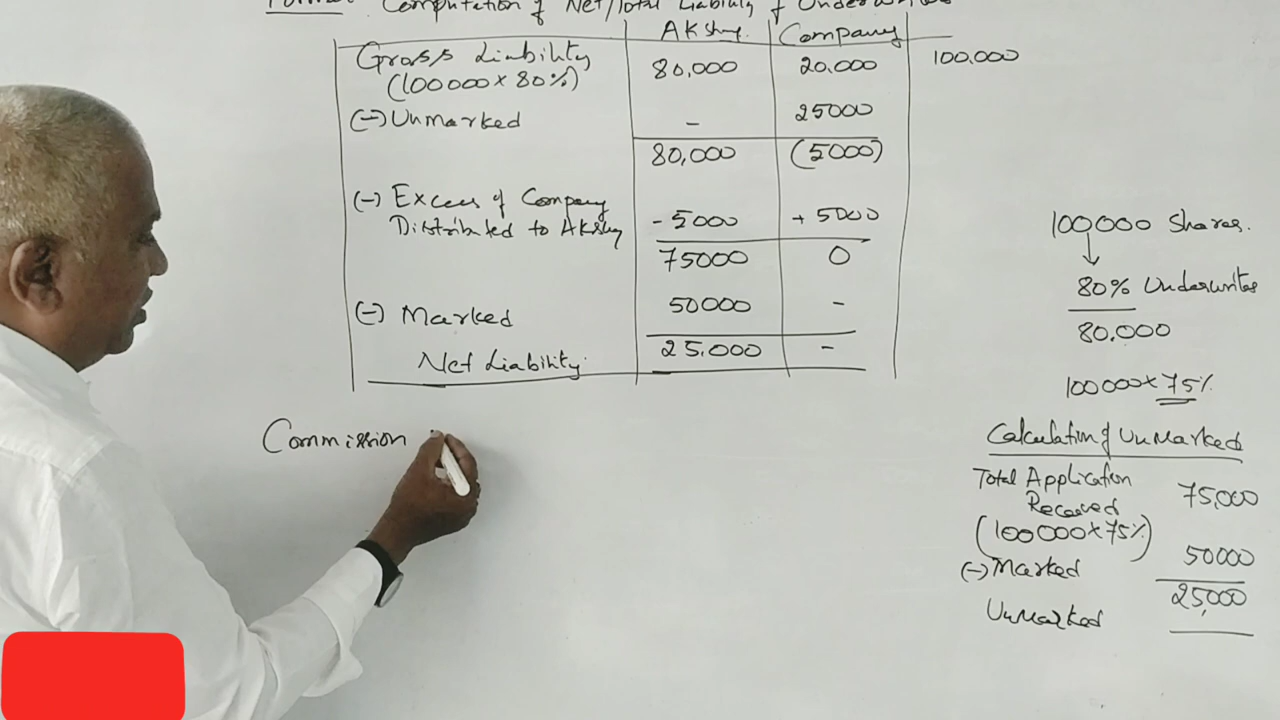 Format: Computation of Net/Total Liability of Underwriters
Akshay. Company
Gross Liability 80,000 20,000 100,000
(100000 x 80%)
(-) Unmarked - 25000
80,000 (5000)
(-) Excess of Company
Distributed to Akshay - 5000 + 5000
75000 0
(-) Marked 50000 -
Net Liability. 25,000 -
Commission
100000 Shares.
↓
80% Underwrites
80,000
100000 x 75%
Calculation of UnMarked
Total Application
Received 75,000
(100000 x 75%)
(-) Marked 50000
UnMarked 25,000